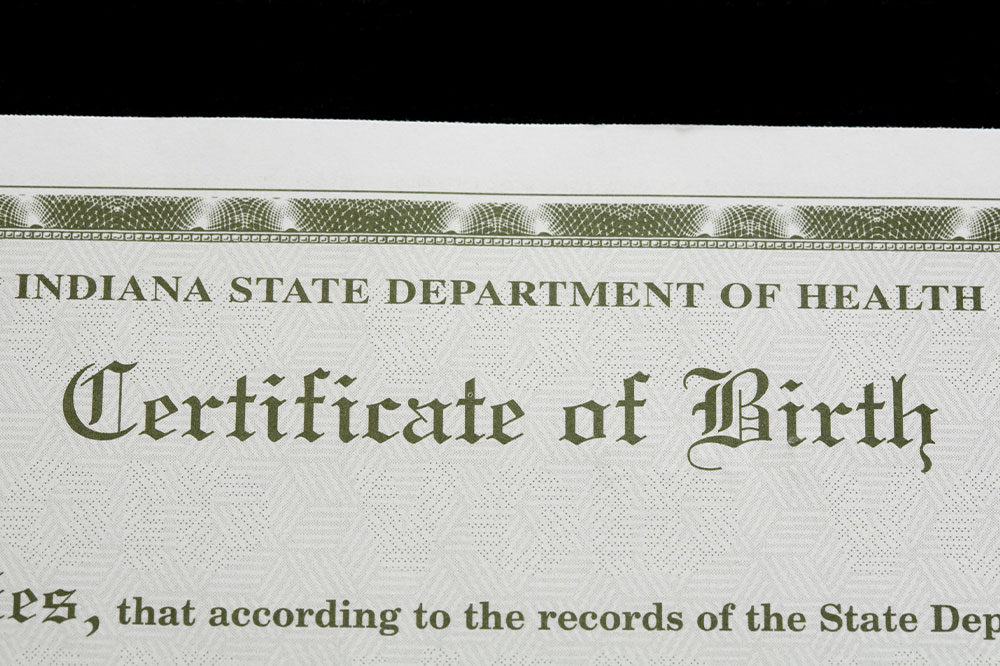 INDIANA STATE DEPARTMENT OF HEALTH
Certificate of Birth
that according to the records of the State